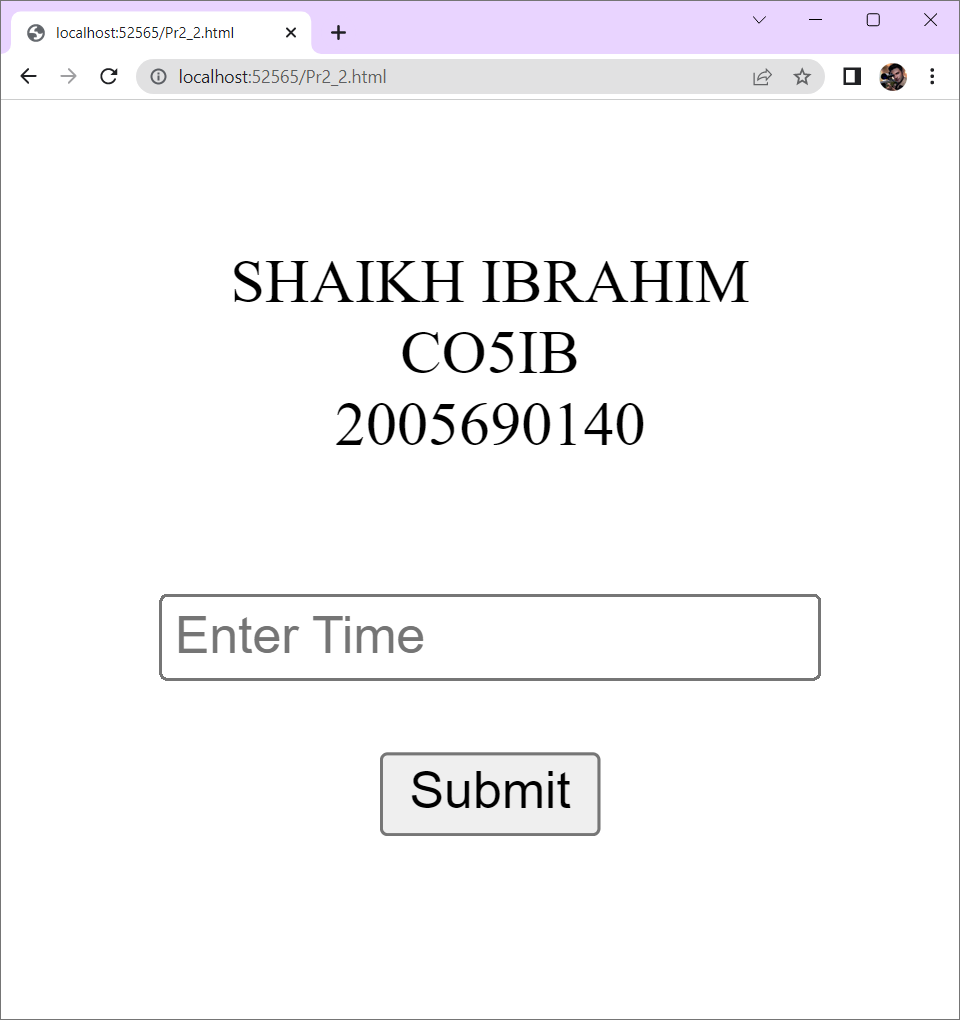 localhost:52565/Pr2_2.html
localhost:52565/Pr2_2.html
SHAIKH IBRAHIM
CO5IB
2005690140
Enter Time
Submit